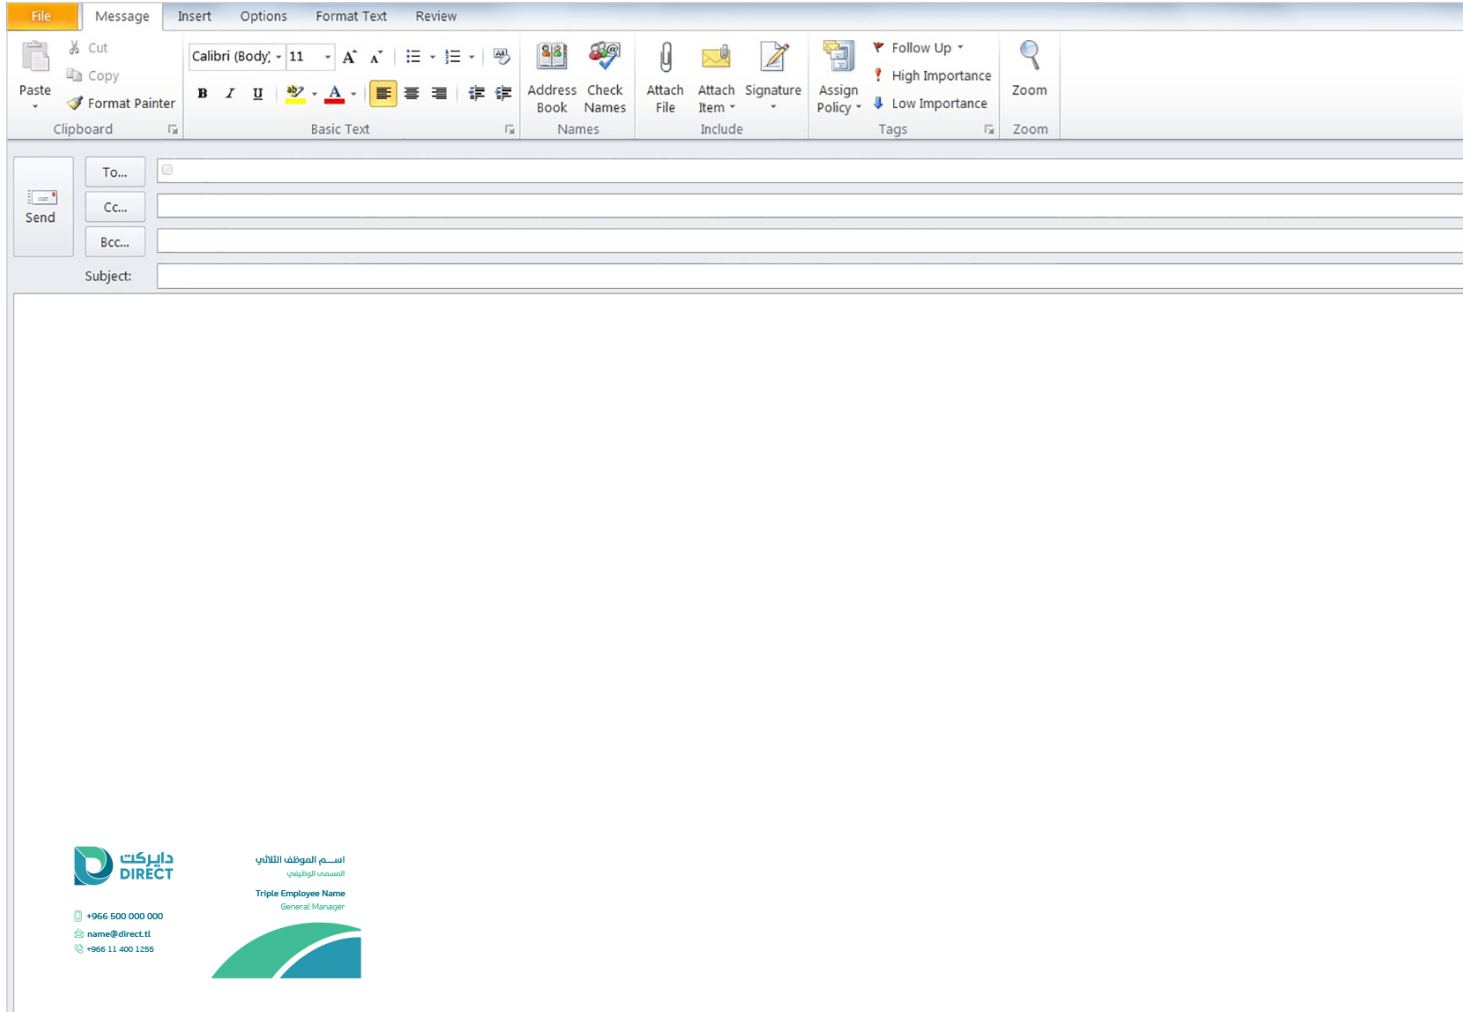 File Message Insert Options Format Text Review
Cut
Copy
Format Painter
Paste
Clipboard
Calibri (Body) 11
B I U
Basic Text
Address Book
Check Names
Names
Attach File
Attach Item
Signature
Include
Assign Policy
Follow Up
High Importance
Low Importance
Tags
Zoom
Zoom
Send
To...
Cc...
Bcc...
Subject:
دايركت
DIRECT
+966 500 000 000
name@direct.tl
+966 11 400 1255
اســـم الموظف الثلاثي
المسمى الوظيفي
Triple Employee Name
General Manager